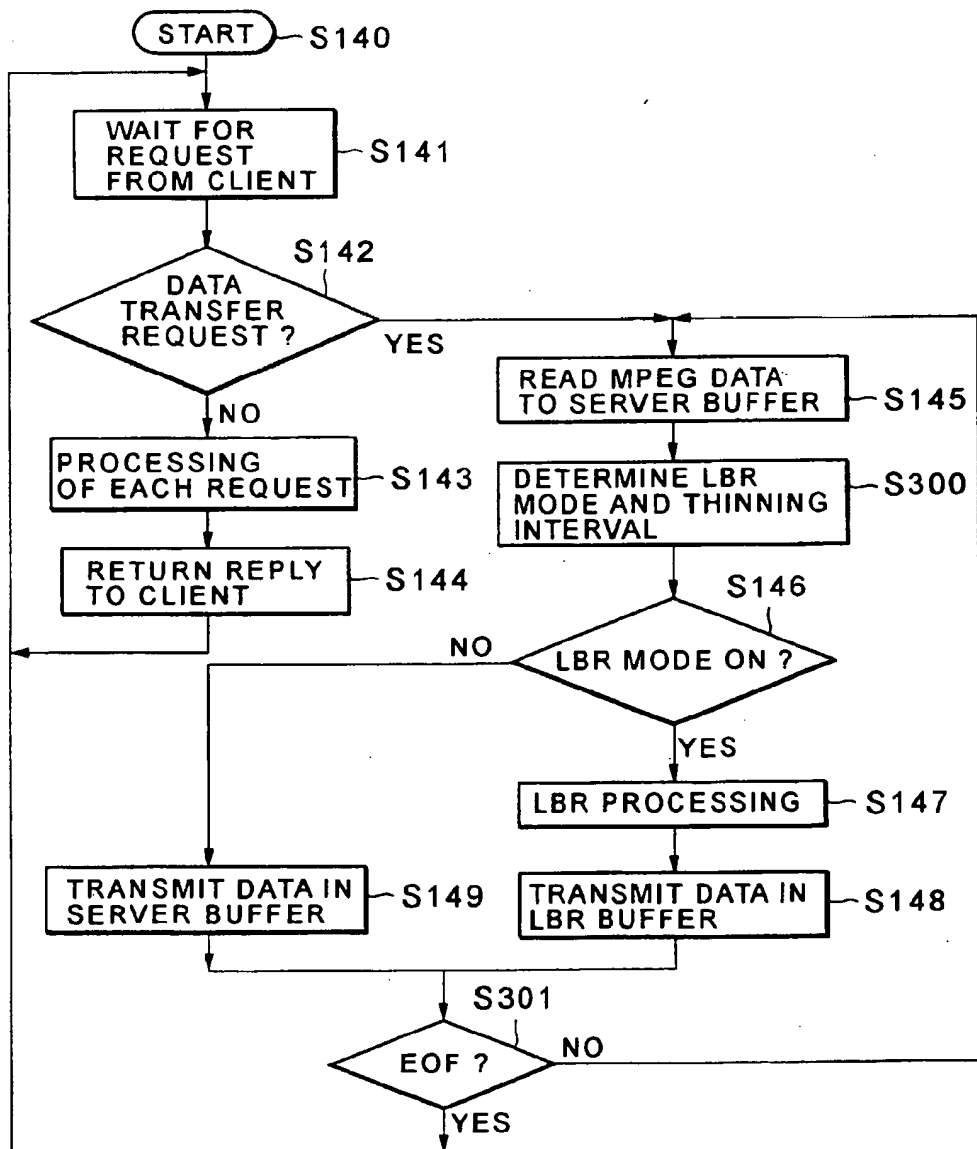 START
S140
WAIT FOR
REQUEST
FROM CLIENT
S141
S142
DATA
TRANSFER
REQUEST ?
YES
NO
READ MPEG DATA
TO SERVER BUFFER
S145
PROCESSING
OF EACH REQUEST
S143
DETERMINE LBR
MODE AND THINNING
INTERVAL
S300
RETURN REPLY
TO CLIENT
S144
S146
LBR MODE ON ?
NO
YES
LBR PROCESSING
S147
TRANSMIT DATA IN
SERVER BUFFER
S149
TRANSMIT DATA IN
LBR BUFFER
S148
S301
EOF ?
NO
YES